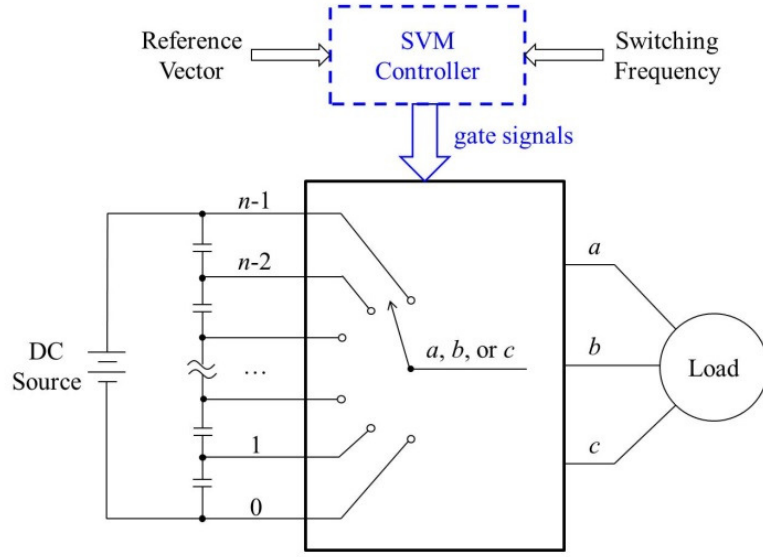 Reference
Vector
SVM
Controller
Switching
Frequency
gate signals
n-1
n-2
...
1
0
DC
Source
a, b, or c
a
b
c
Load